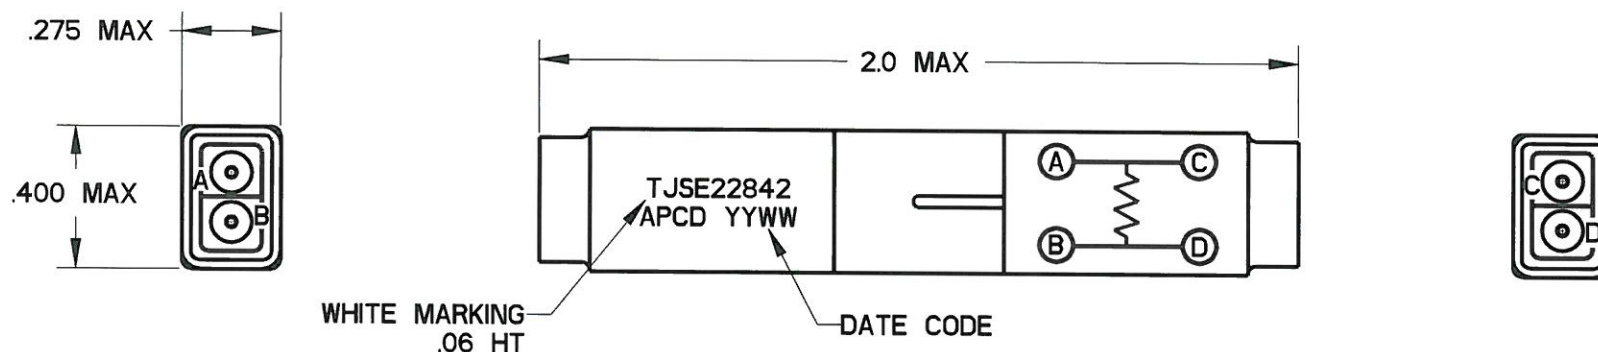 .275 MAX
2.0 MAX
.400 MAX
A
B
TJSE22842
APCD YYWW
A
C
B
D
C
D
WHITE MARKING
.06 HT
DATE CODE